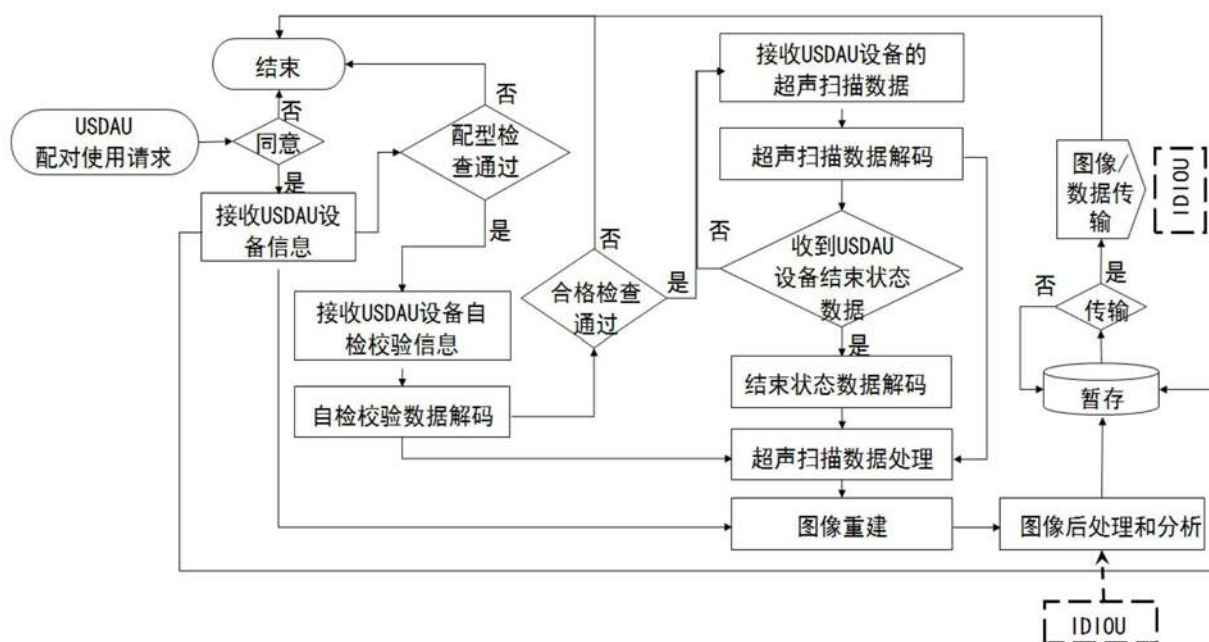 结束
USDAU
配对使用请求
否
同意
是
接收USDAU设
备信息
否
配型检
查通过
是
接收USDAU设备自
检校验信息
自检校验数据解码
否
合格检查
通过
是
接收USDAU设备的
超声扫描数据
超声扫描数据解码
否
收到USDAU
设备结束状态
数据
是
结束状态数据解码
超声扫描数据处理
图像重建
图像/
数据传
输
IDIOU
是
否
传输
暂存
图像后处理和分析
IDIOU